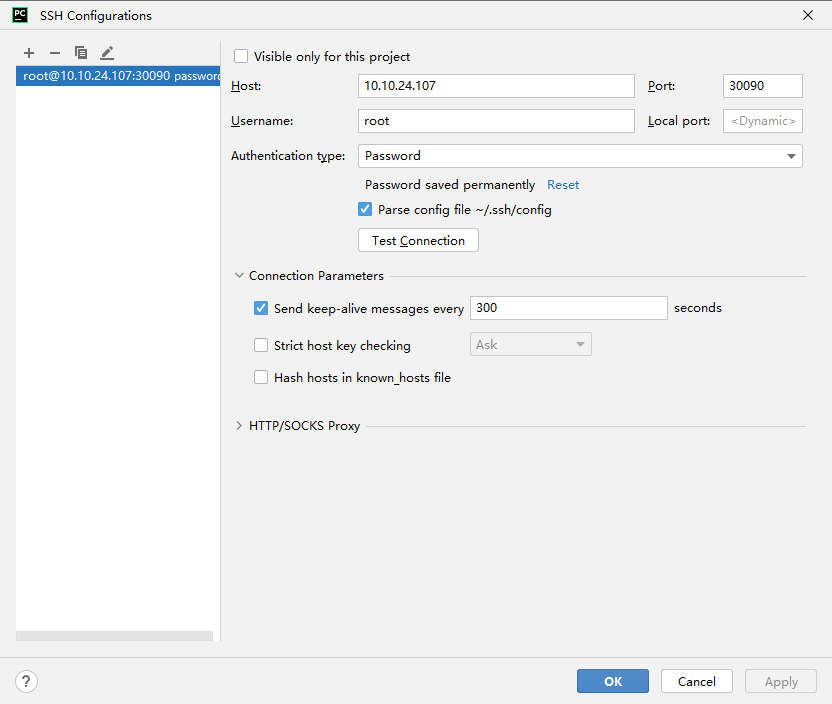 PC SSH Configurations
root@10.10.24.107:30090 password
Visible only for this project
Host: 10.10.24.107 Port: 30090
Username: root Local port: <Dynamic>
Authentication type: Password
Password saved permanently Reset
Parse config file ~/.ssh/config
Test Connection
Connection Parameters
Send keep-alive messages every 300 seconds
Strict host key checking Ask
Hash hosts in known_hosts file
HTTP/SOCKS Proxy
? OK Cancel Apply